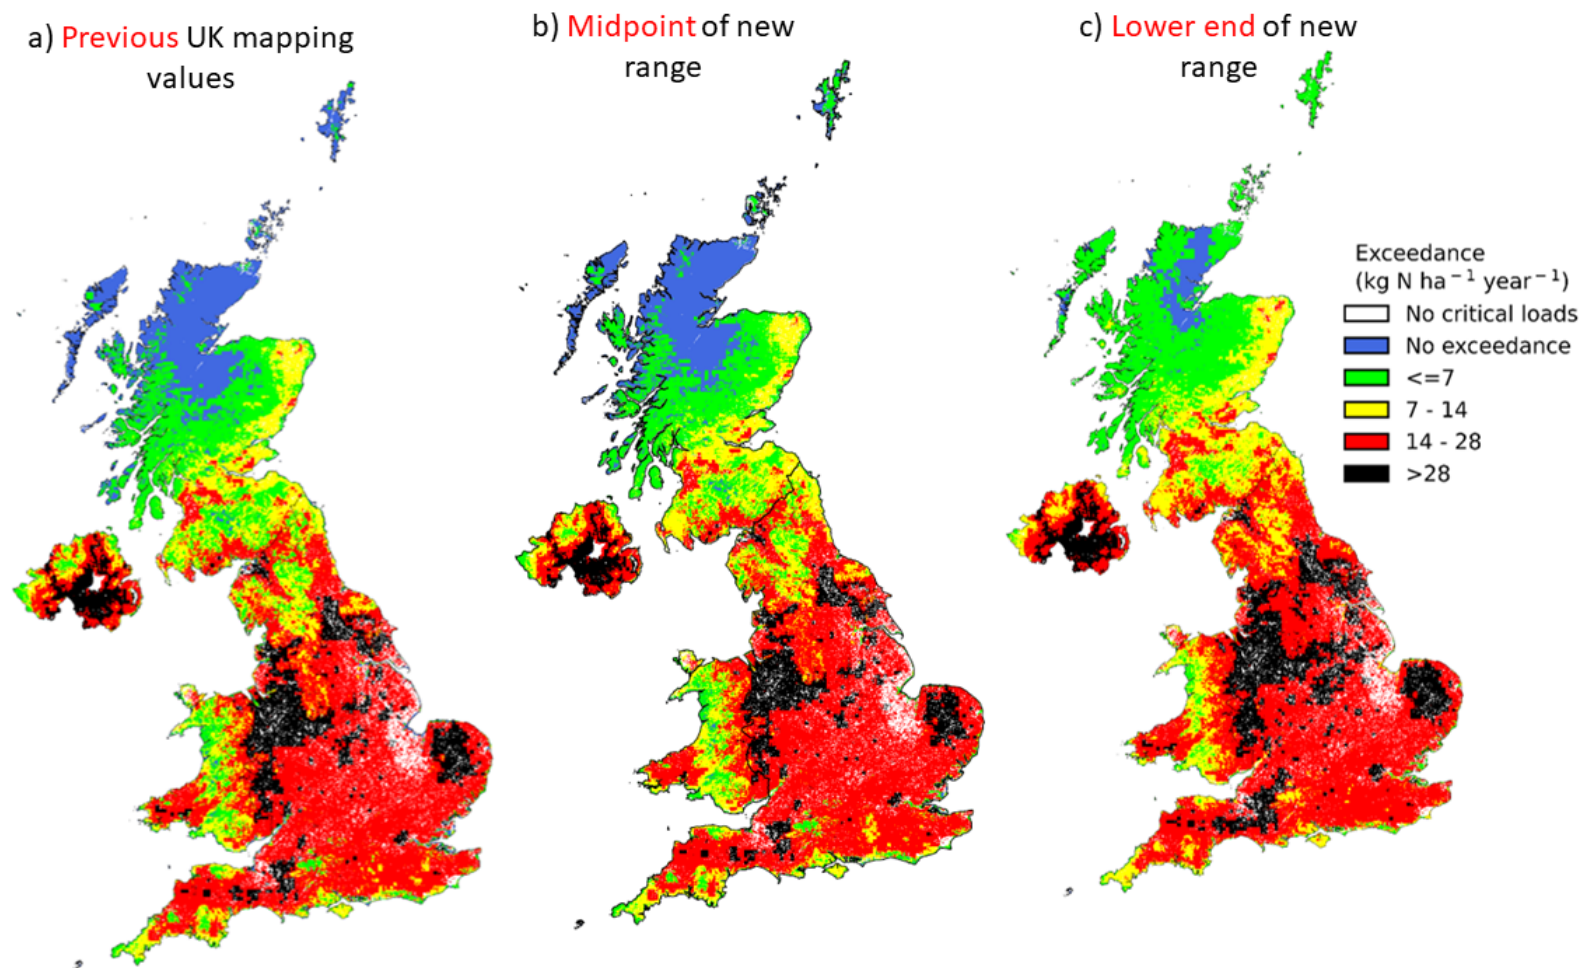 a) Previous UK mapping
values
b) Midpoint of new
range
c) Lower end of new
range
Exceedance
(kg N ha⁻¹ year⁻¹)
No critical loads
No exceedance
<=7
7 - 14
14 - 28
>28